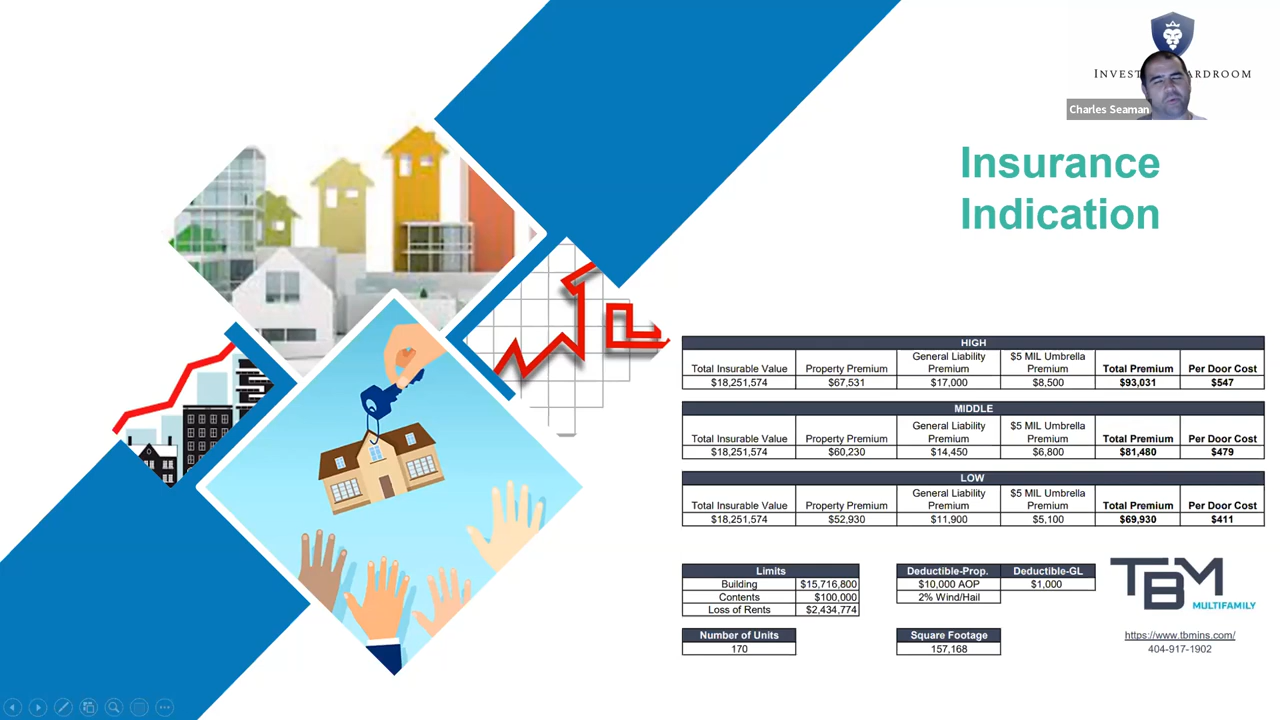 Charles Seaman
Insurance
Indication
HIGH
Total Insurable Value Property Premium General Liability Premium $5 MIL Umbrella Premium Total Premium Per Door Cost
$18,251,574 $67,531 $17,000 $8,500 $93,031 $547
MIDDLE
Total Insurable Value Property Premium General Liability Premium $5 MIL Umbrella Premium Total Premium Per Door Cost
$18,251,574 $60,230 $14,450 $6,800 $81,480 $479
LOW
Total Insurable Value Property Premium General Liability Premium $5 MIL Umbrella Premium Total Premium Per Door Cost
$18,251,574 $52,930 $11,900 $5,100 $69,930 $411
Limits
Building $15,716,800
Contents $100,000
Loss of Rents $2,434,774
Deductible-Prop. Deductible-GL
$10,000 AOP $1,000
2% Wind/Hail
TBM
MULTIFAMILY
Number of Units
170
Square Footage
157,168
https://www.tbmins.com/
404-917-1902